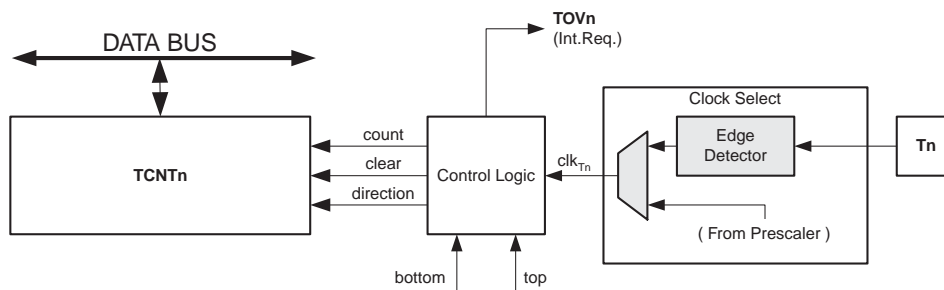 TOVn
(Int.Req.)
DATA BUS
Clock Select
count
Edge
Detector
Tn
TCNTn
clear
Control Logic
clkTn
direction
( From Prescaler )
bottom
top